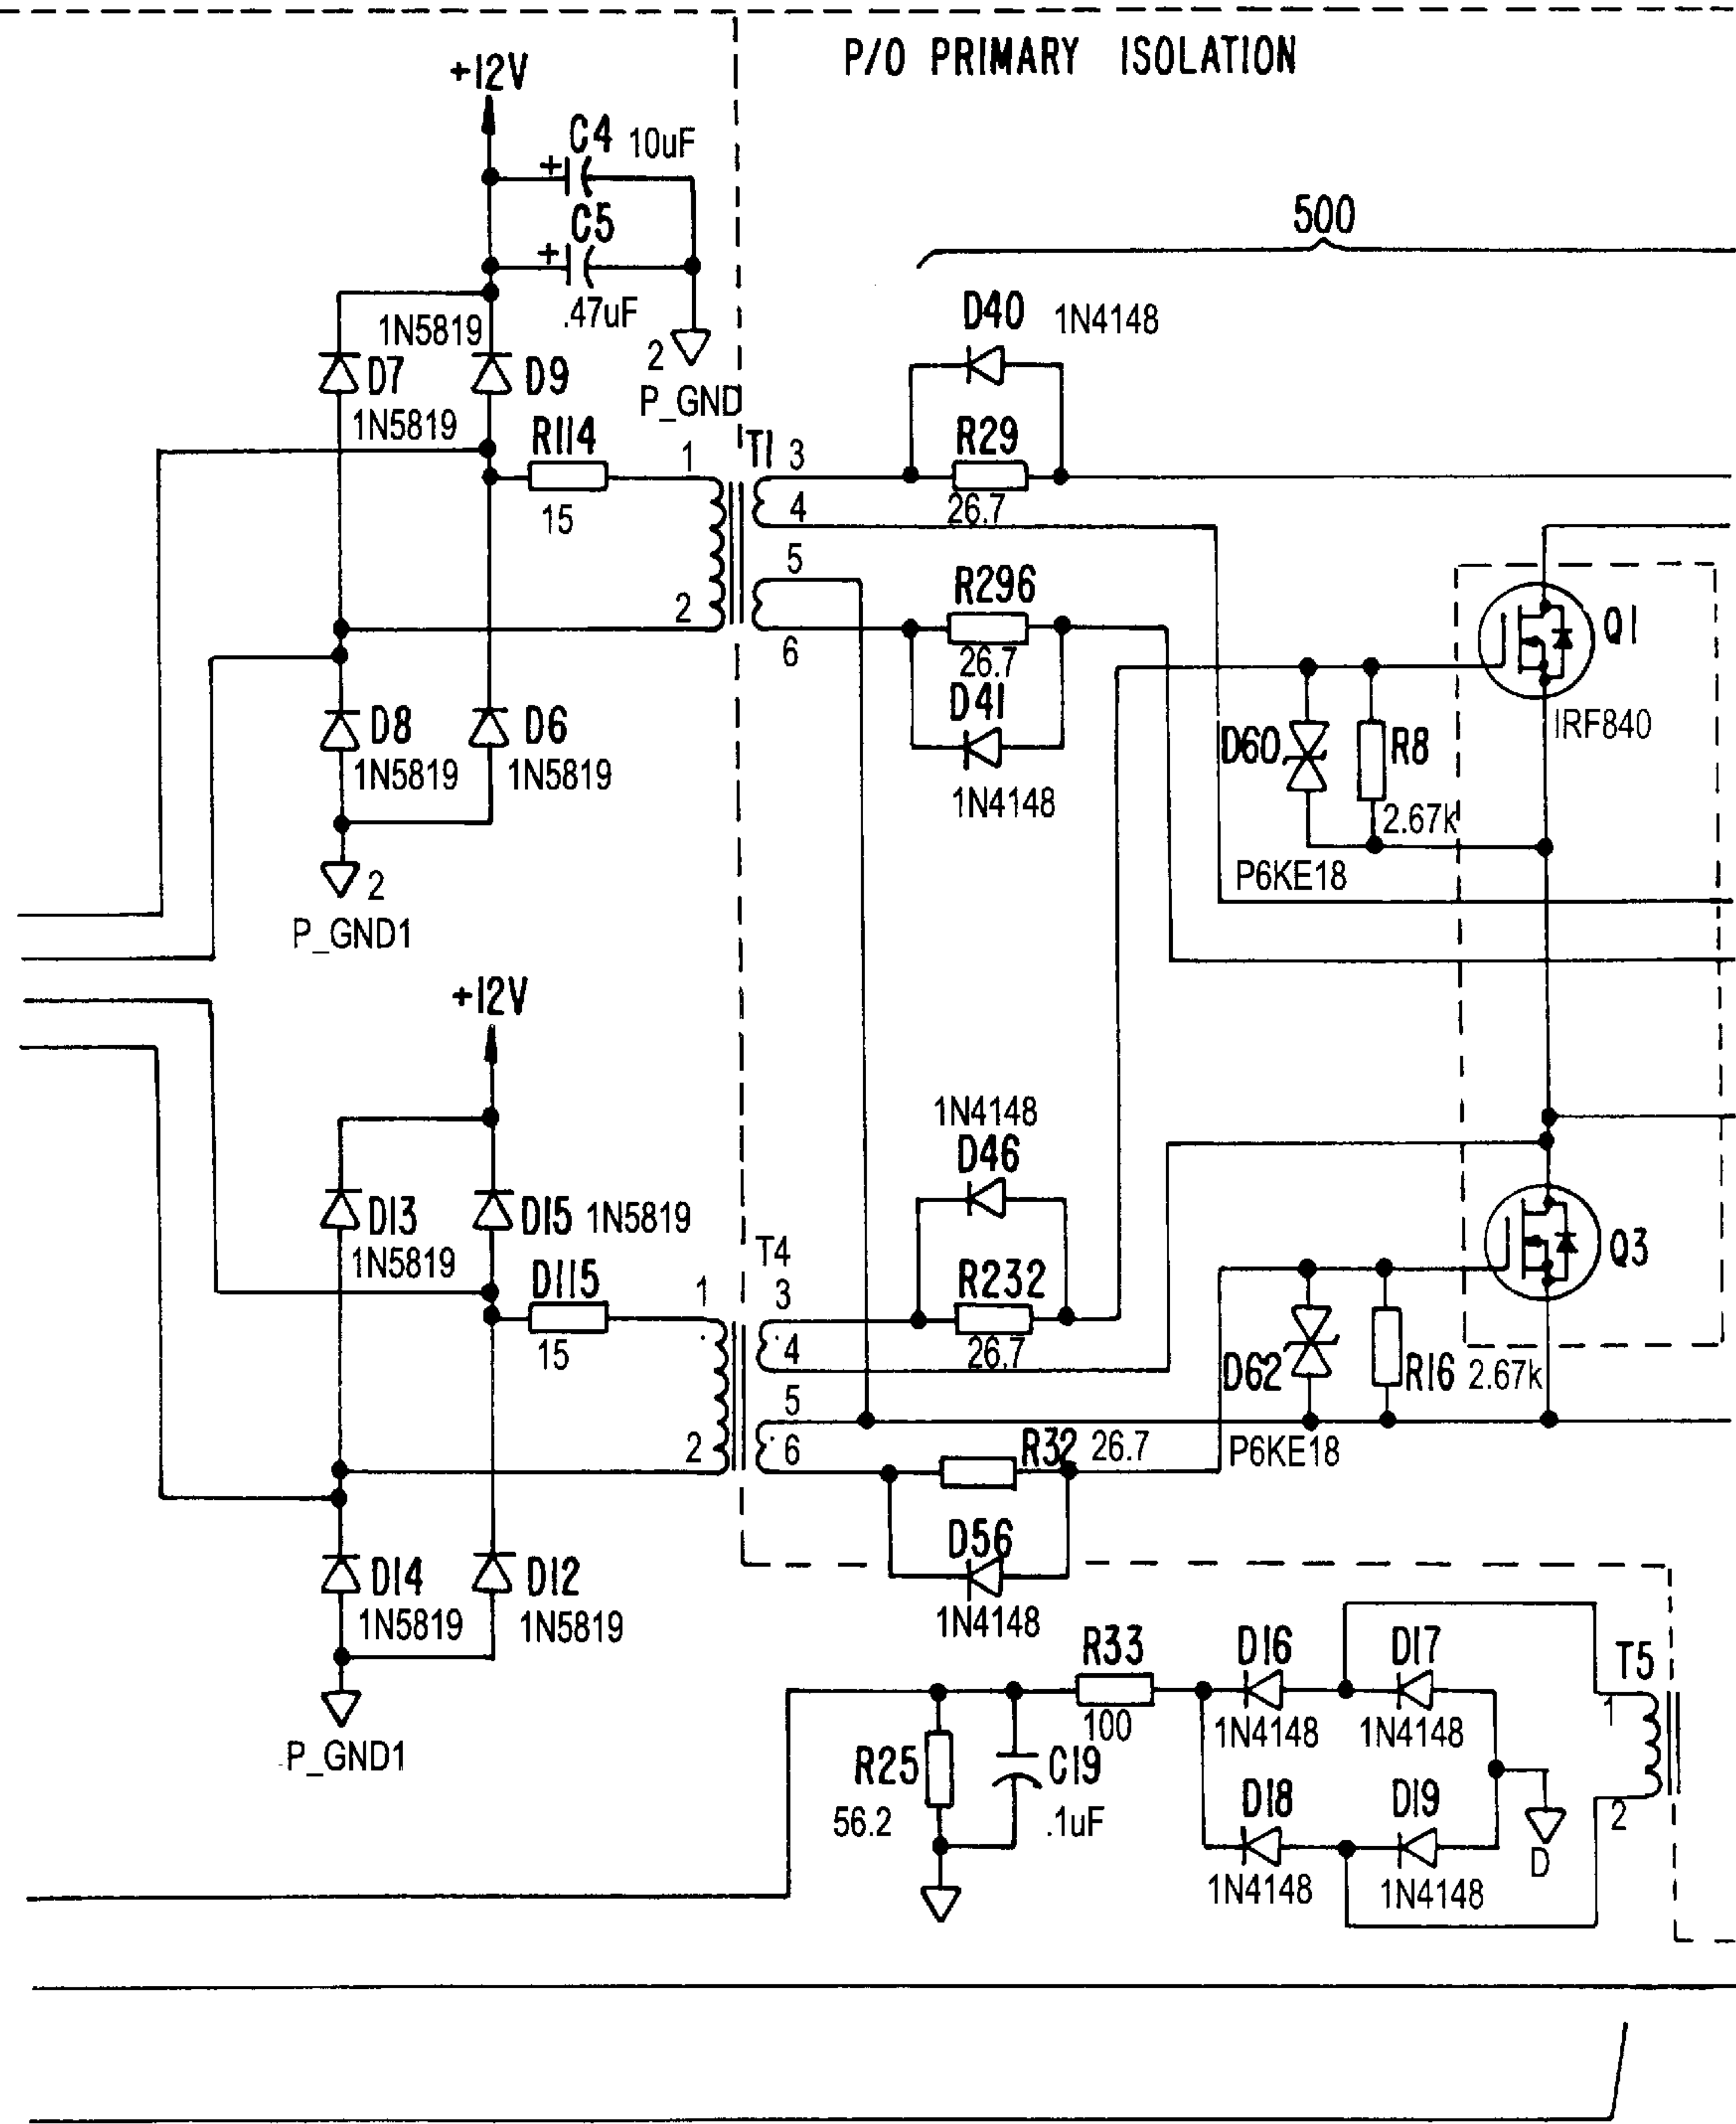 P/O PRIMARY ISOLATION
+12V
C4 10uF
+
C5
+
.47uF
2
P_GND
500
1N5819
D7
D9
1N5819
D40 1N4148
R114
15
1
T1
3
R29
26.7
4
5
R296
26.7
2
6
D41
1N4148
Q1
IRF840
D8
1N5819
D6
1N5819
D60
R8
2.67k
P6KE18
2
P_GND1
+12V
1N4148
D46
D13
1N5819
D15 1N5819
D115
15
T4
1
3
R232
26.7
4
Q3
D62
R16 2.67k
5
2
6
R32 26.7
P6KE18
D56
1N4148
D14
1N5819
D12
1N5819
P_GND1
R33
100
D16
1N4148
D17
1N4148
T5
1
R25
56.2
C19
.1uF
D18
1N4148
D19
1N4148
D
2